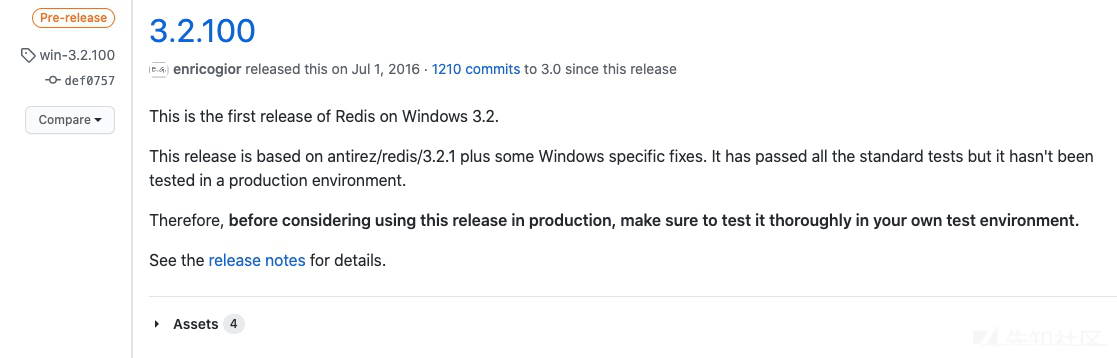 Pre-release
win-3.2.100
def0757
Compare
3.2.100
enricogior released this on Jul 1, 2016 · 1210 commits to 3.0 since this release
This is the first release of Redis on Windows 3.2.
This release is based on antirez/redis/3.2.1 plus some Windows specific fixes. It has passed all the standard tests but it hasn't been
tested in a production environment.
Therefore, before considering using this release in production, make sure to test it thoroughly in your own test environment.
See the release notes for details.
Assets 4
先知社区